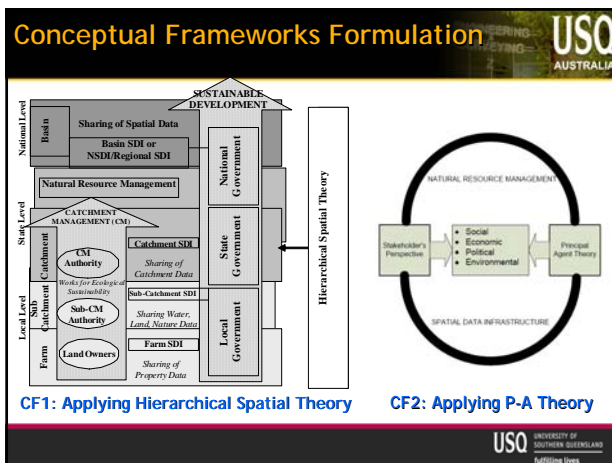 Conceptual Frameworks Formulation
USQ
AUSTRALIA
SUSTAINABLE
DEVELOPMENT
National Level
Basin
Sharing of Spatial Data
Basin SDI or
NSDI/Regional SDI
National
Government
Natural Resource Management
State Level
CATCHMENT
MANAGEMENT (CM)
Catchment
CM
Authority
Works for Ecological
Sustainability
Catchment SDI
Sharing of
Catchment Data
State
Government
Local Level
Sub
Catchment
Sub-CM
Authority
Sub-Catchment SDI
Sharing Water,
Land, Nature Data
Local
Government
Farm
Land Owners
Farm SDI
Sharing of
Property Data
Hierarchical Spatial Theory
NATURAL RESOURCE MANAGEMENT
Stakeholder's
Perspective
• Social
• Economic
• Political
• Environmental
Principal
Agent Theory
SPATIAL DATA INFRASTRUCTURE
CF1: Applying Hierarchical Spatial Theory
CF2: Applying P-A Theory
USQ
UNIVERSITY OF
SOUTHERN QUEENSLAND
fulfilling lives